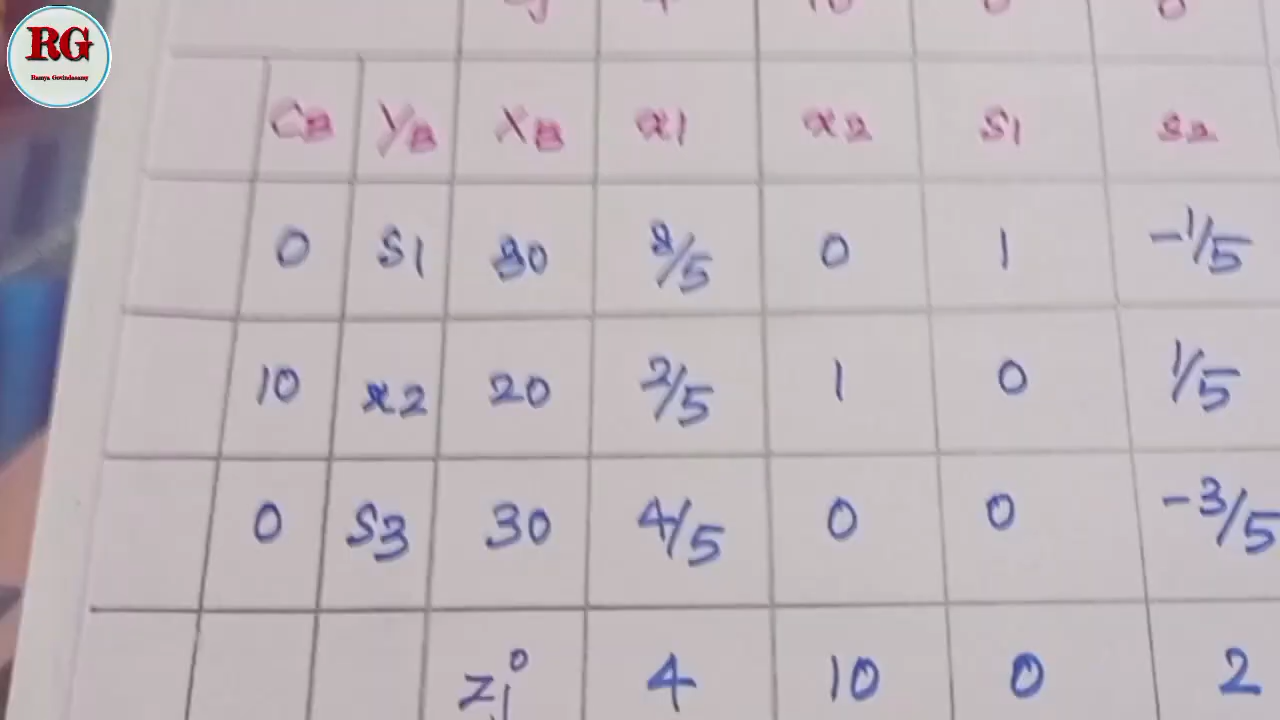 RG
Ramya Govindasamy
CB YB XB x1 x2 s1 s2
0 S1 30 8/5 0 1 -1/5
10 x2 20 2/5 1 0 1/5
0 S3 30 4/5 0 0 -3/5
Zj 4 10 0 2